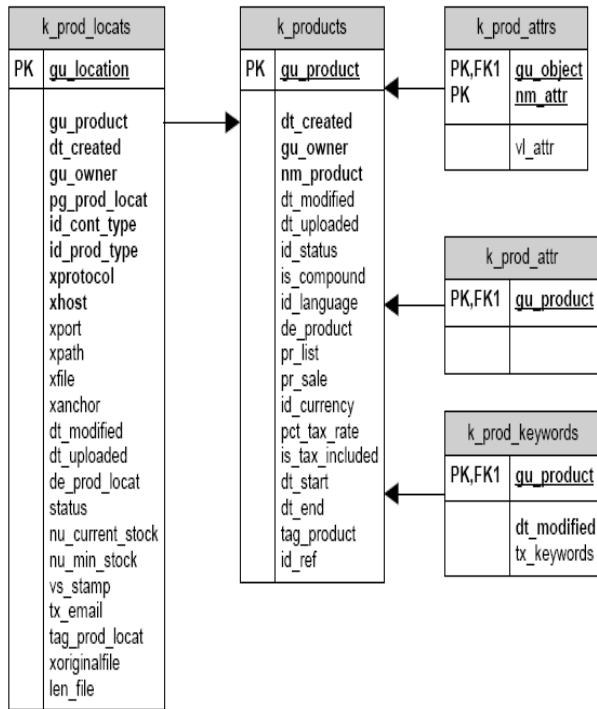 k_prod_locats
PK gu_location
gu_product
dt_created
gu_owner
pg_prod_locat
id_cont_type
id_prod_type
xprotocol
xhost
xport
xpath
xfile
xanchor
dt_modified
dt_uploaded
de_prod_locat
status
nu_current_stock
nu_min_stock
vs_stamp
tx_email
tag_prod_locat
xoriginalfile
len_file
k_products
PK gu_product
dt_created
gu_owner
nm_product
dt_modified
dt_uploaded
id_status
is_compound
id_language
de_product
pr_list
pr_sale
id_currency
pct_tax_rate
is_tax_included
dt_start
dt_end
tag_product
id_ref
k_prod_attrs
PK,FK1 gu_object
PK nm_attr
vl_attr
k_prod_attr
PK,FK1 gu_product
k_prod_keywords
PK,FK1 gu_product
dt_modified
tx_keywords